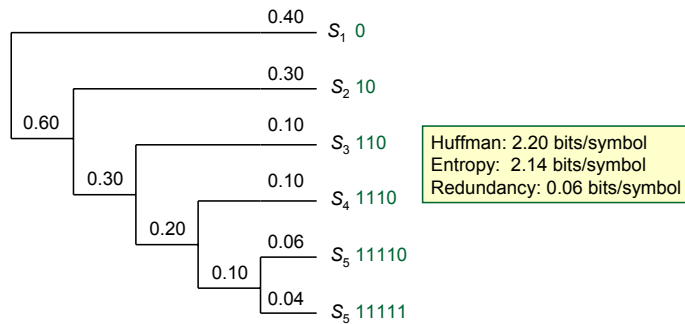 0.40
S1 0
0.30
S2 10
0.60
0.10
S3 110
Huffman: 2.20 bits/symbol
Entropy: 2.14 bits/symbol
Redundancy: 0.06 bits/symbol
0.30
0.10
S4 1110
0.20
0.06
S5 11110
0.10
0.04
S5 11111